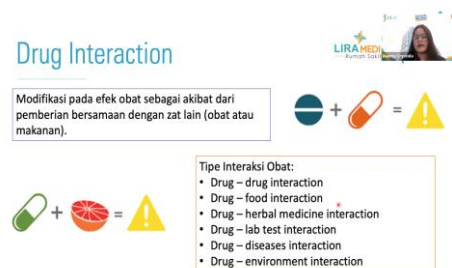 Drug Interaction
LIRA MEDI
Rumah Saki
Modifikasi pada efek obat sebagai akibat dari
pemberian bersamaan dengan zat lain (obat atau
makanan).
Tipe Interaksi Obat:
• Drug – drug interaction
• Drug – food interaction
• Drug – herbal medicine interaction
• Drug – lab test interaction
• Drug – diseases interaction
• Drug – environment interaction